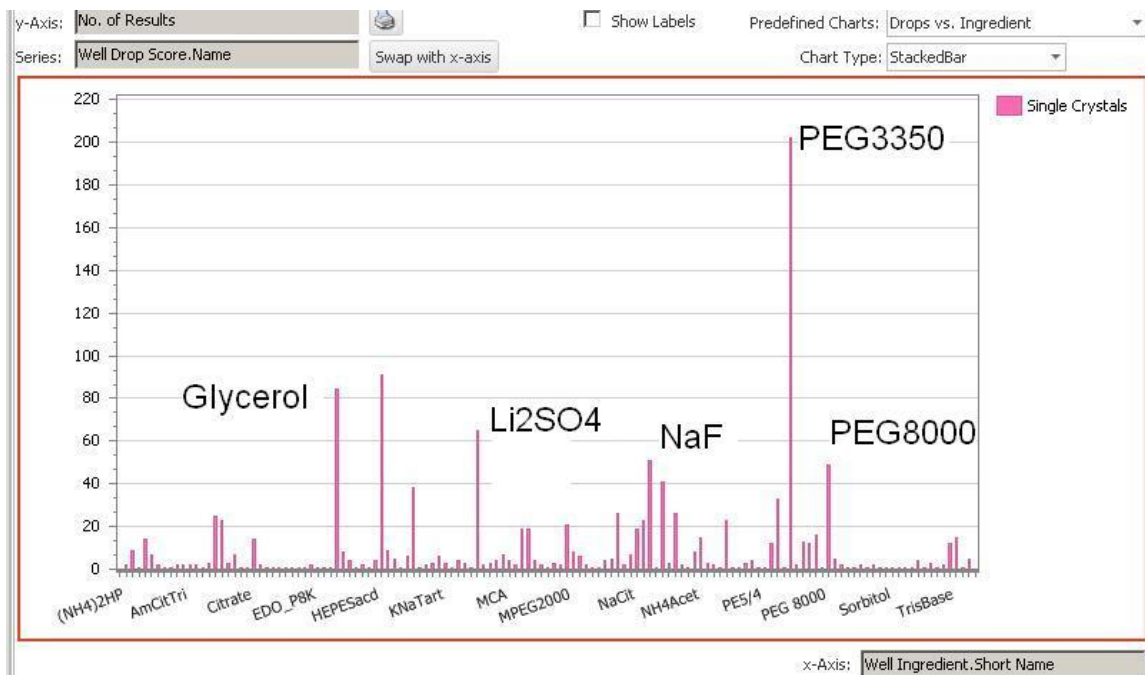 y-Axis: No. of Results Show Labels Predefined Charts: Drops vs. Ingredient
Series: Well Drop Score.Name Swap with x-axis Chart Type: StackedBar
220
200
180
160
140
120
100
80
60
40
20
0
Single Crystals
PEG3350
Glycerol
Li2SO4
NaF
PEG8000
(NH4)2HP
AmCitTri
Citrate
EDO_P8K
HEPESacd
KNaTart
MCA
MPEG2000
NaCit
NH4Acet
PE5/4
PEG 8000
Sorbitol
TrisBase
x-Axis: Well Ingredient.Short Name